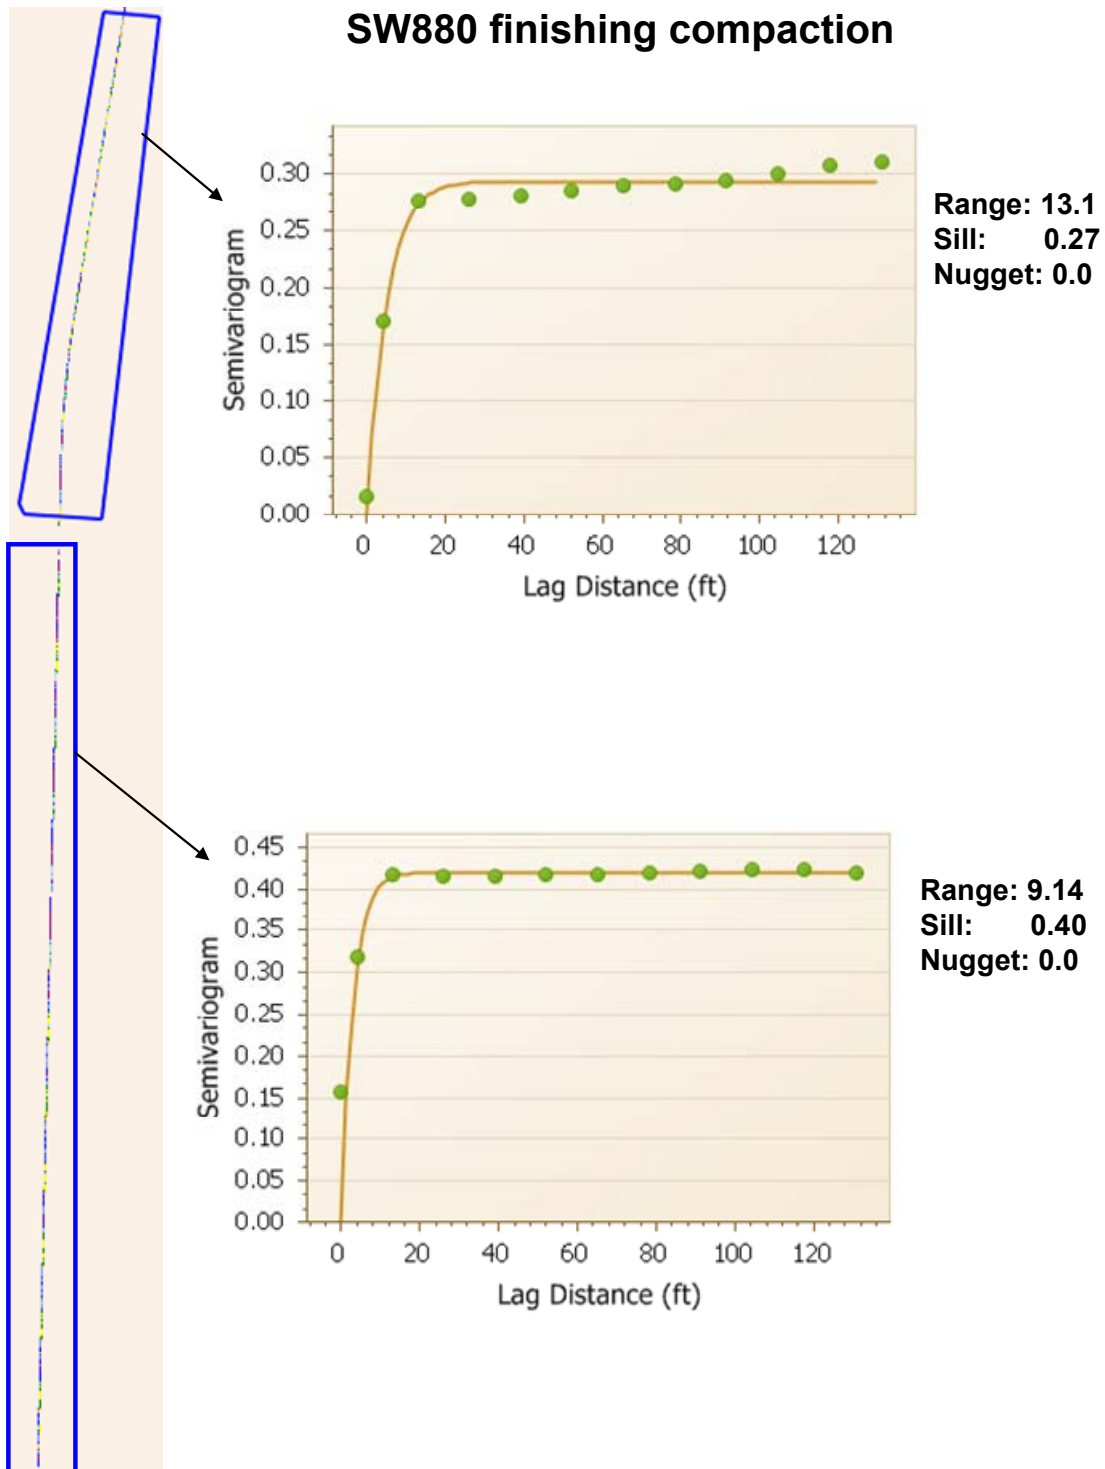 SW880 finishing compaction
0.30
0.25
0.20
0.15
0.10
0.05
0.00
Semivariogram
0 20 40 60 80 100 120
Lag Distance (ft)
Range: 13.1
Sill: 0.27
Nugget: 0.0
0.45
0.40
0.35
0.30
0.25
0.20
0.15
0.10
0.05
0.00
Semivariogram
0 20 40 60 80 100 120
Lag Distance (ft)
Range: 9.14
Sill: 0.40
Nugget: 0.0